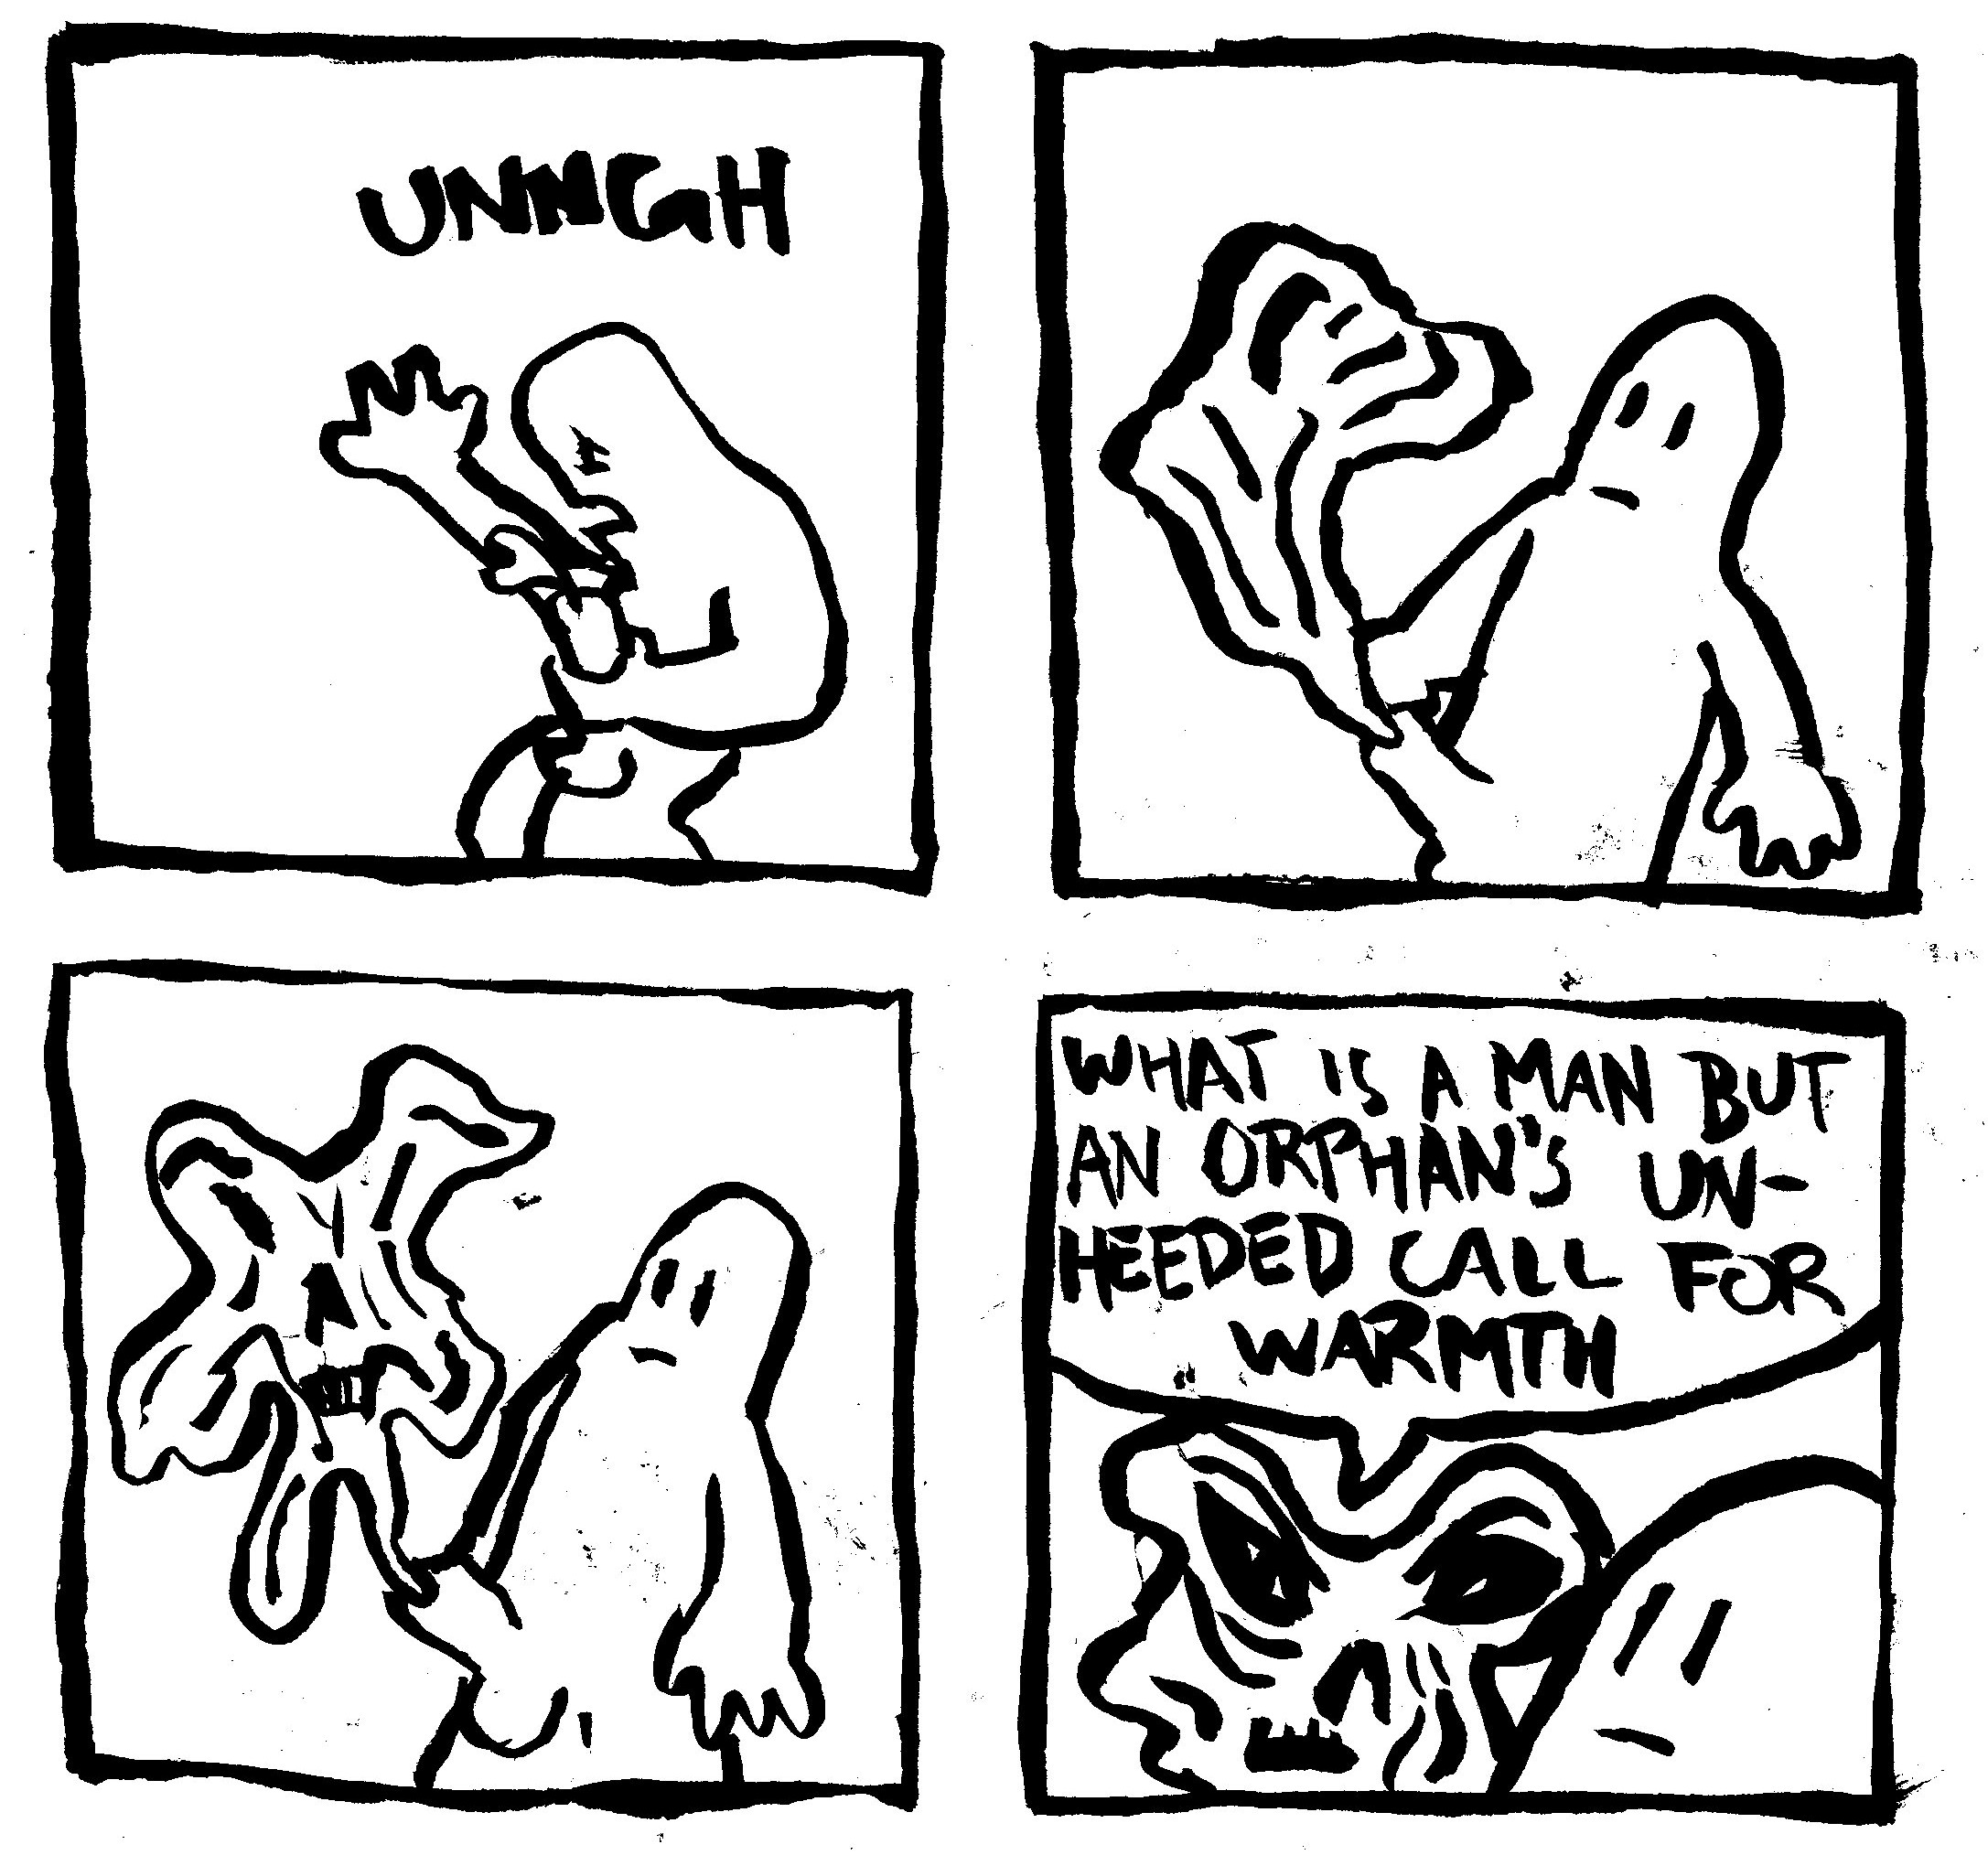 UNNGH
WHAT IS A MAN BUT
AN ORPHAN'S UN-
HEEDED CALL FOR
WARMTH